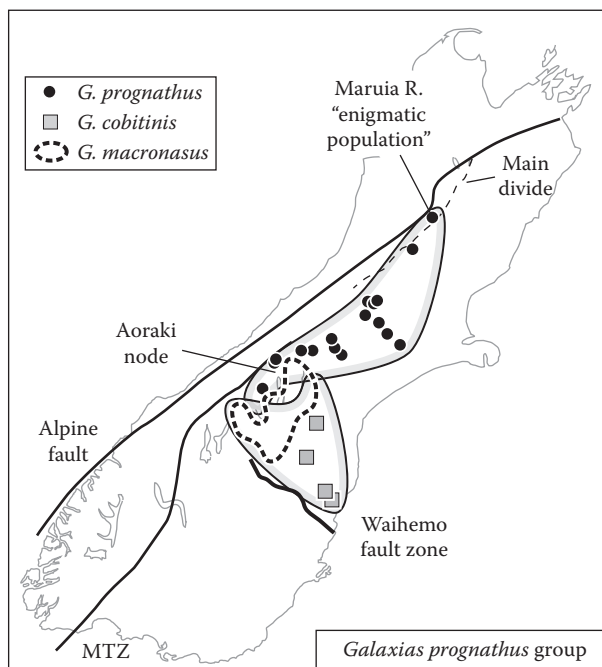 G. prognathus
G. cobitinis
G. macronasus
Maruia R.
“enigmatic
population”
Main
divide
Aoraki
node
Alpine
fault
Waihemo
fault zone
MTZ
Galaxias prognathus group